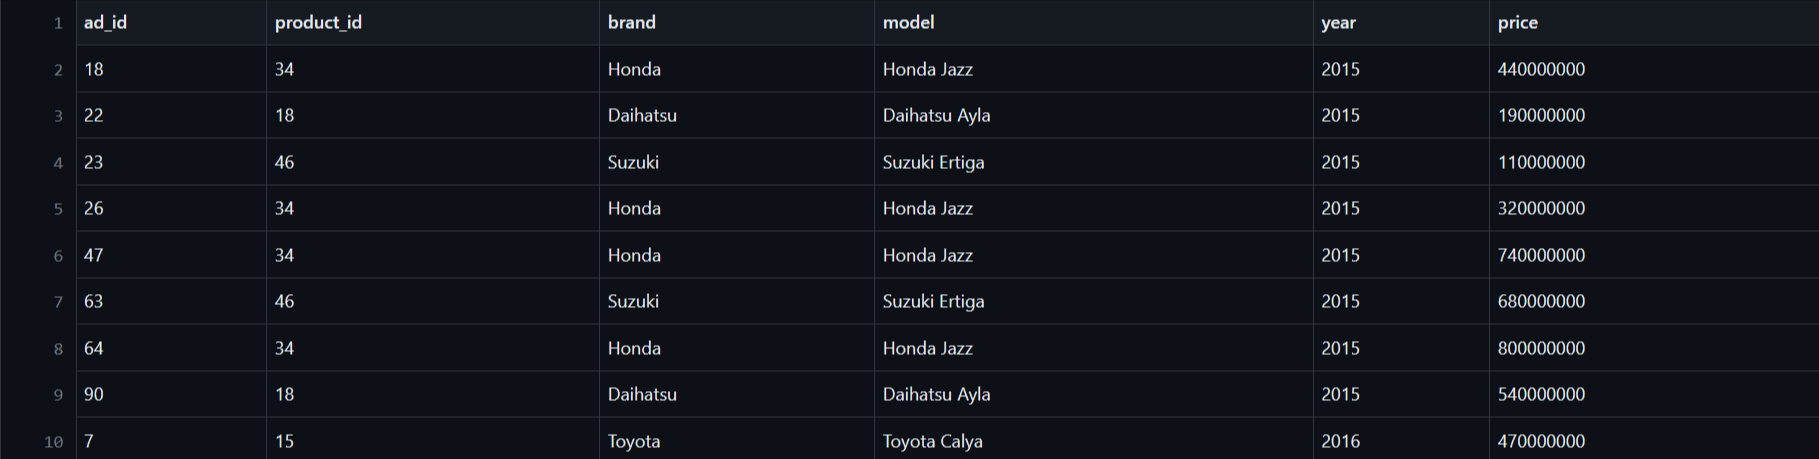 1 ad_id product_id brand model year price
2 18 34 Honda Honda Jazz 2015 440000000
3 22 18 Daihatsu Daihatsu Ayla 2015 190000000
4 23 46 Suzuki Suzuki Ertiga 2015 110000000
5 26 34 Honda Honda Jazz 2015 320000000
6 47 34 Honda Honda Jazz 2015 740000000
7 63 46 Suzuki Suzuki Ertiga 2015 680000000
8 64 34 Honda Honda Jazz 2015 800000000
9 90 18 Daihatsu Daihatsu Ayla 2015 540000000
10 7 15 Toyota Toyota Calya 2016 470000000